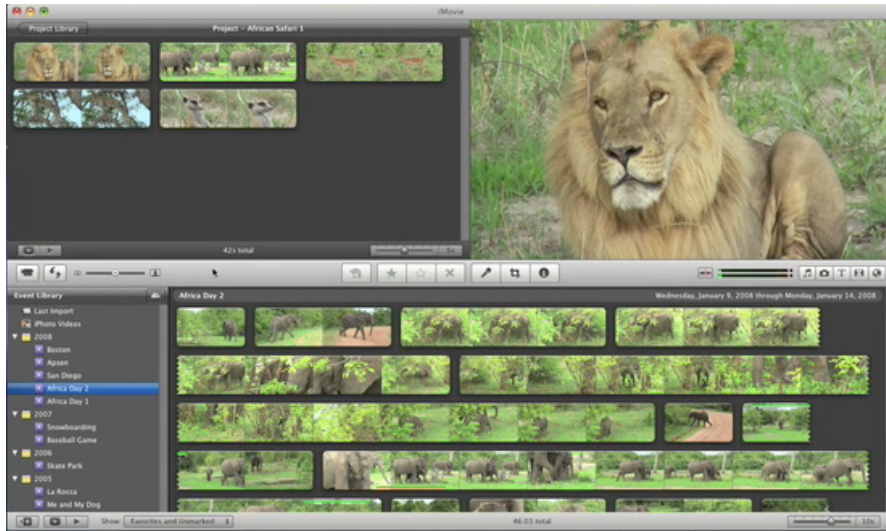 iMovie
Project Library
Project - African Safari 1
42s total
5s
T
Event Library
Africa Day 2
Wednesday, January 9, 2008 through Monday, January 14, 2008
Last Import
iPhoto Videos
2008
Boston
Apsen
San Diego
Africa Day 2
Africa Day 1
2007
Snowboarding
Baseball Game
2006
Skate Park
2005
La Rocca
Me and My Dog
Show: Favorites and Unmarked
46:03 total
10s